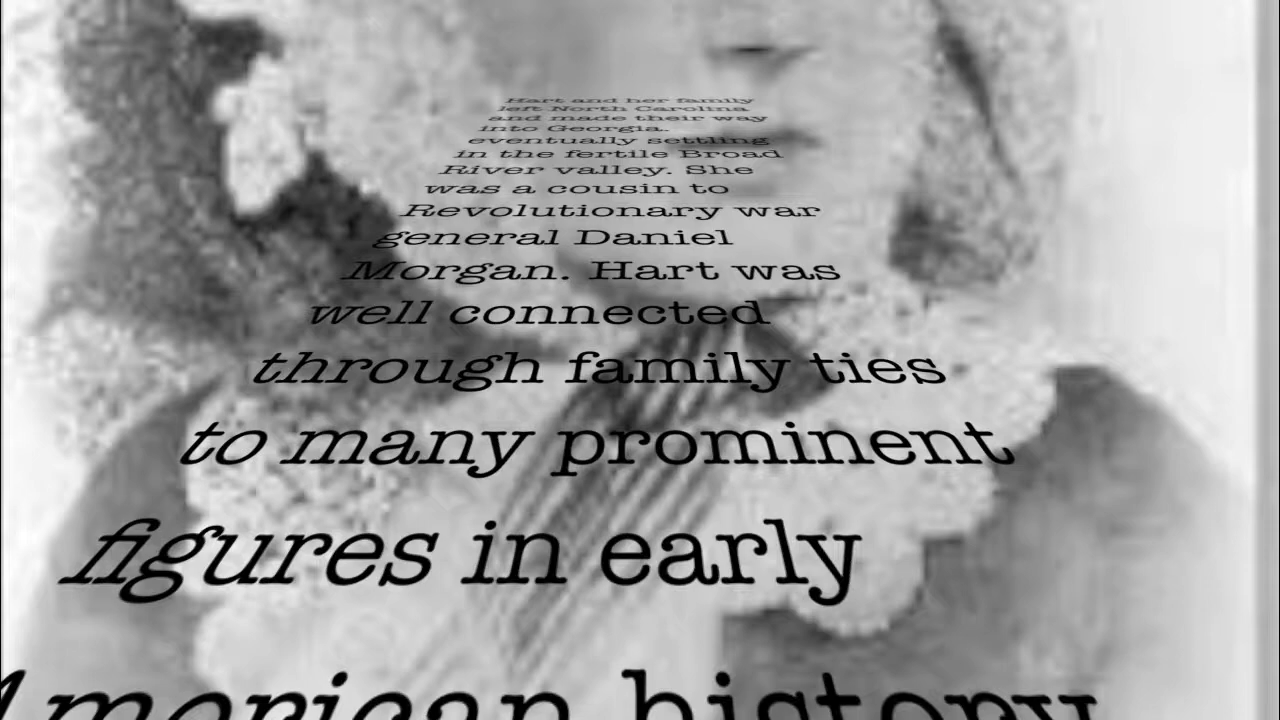 Hart and her family
left North Carolina
and made their way
into Georgia.
eventually settling
in the fertile Broad
River valley. She
was a cousin to
Revolutionary war
general Daniel
Morgan. Hart was
well connected
through family ties
to many prominent
figures in early
American history